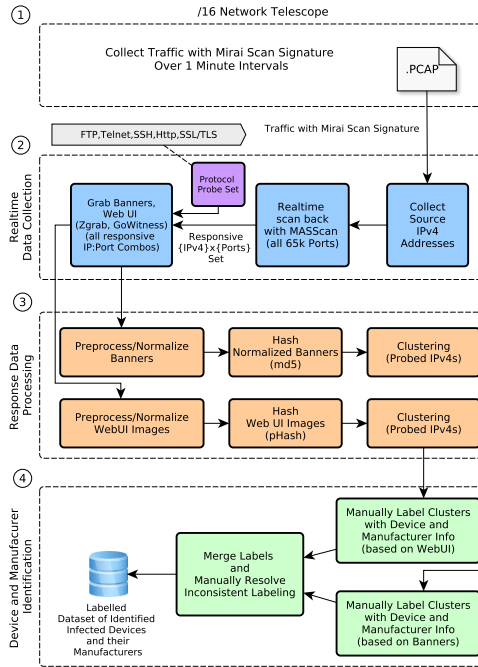 1
/16 Network Telescope
Collect Traffic with Mirai Scan Signature
Over 1 Minute Intervals
.PCAP
FTP,Telnet,SSH,Http,SSL/TLS
Traffic with Mirai Scan Signature
2
Realtime
Data Collection
Grab Banners,
Web UI
(Zgrab, GoWitness)
(all responsive
IP:Port Combos)
Protocol
Probe Set
Responsive
{IPv4}x{Ports}
Set
Realtime
scan back
with MASScan
(all 65k Ports)
Collect
Source
IPv4
Addresses
3
Response Data
Processing
Preprocess/Normalize
Banners
Hash
Normalized Banners
(md5)
Clustering
(Probed IPv4s)
Preprocess/Normalize
WebUI Images
Hash
Web UI Images
(pHash)
Clustering
(Probed IPv4s)
4
Device and Manufacurer
Identification
Labelled
Dataset of Identified
Infected Devices
and their
Manufacturers
Merge Labels
and
Manually Resolve
Inconsistent Labeling
Manually Label Clusters
with Device and
Manufacturer Info
(based on WebUI)
Manually Label Clusters
with Device and
Manufacturer Info
(based on Banners)